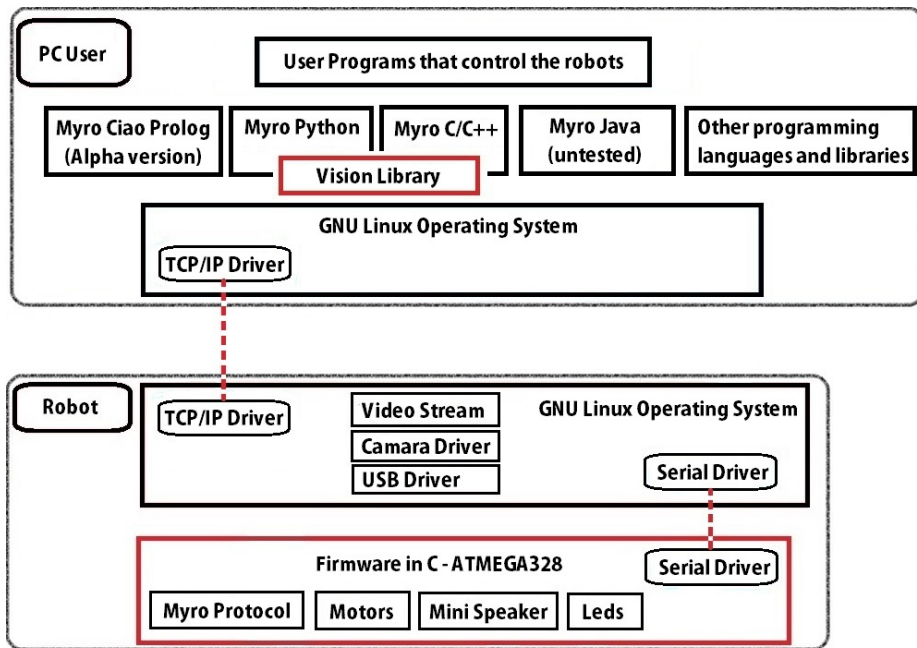 PC User
User Programs that control the robots
Myro Ciao Prolog
(Alpha version)
Myro Python
Myro C/C++
Vision Library
Myro Java
(untested)
Other programming
languages and libraries
GNU Linux Operating System
TCP/IP Driver
Robot
TCP/IP Driver
Video Stream
Camara Driver
USB Driver
GNU Linux Operating System
Serial Driver
Firmware in C - ATMEGA328
Serial Driver
Myro Protocol
Motors
Mini Speaker
Leds